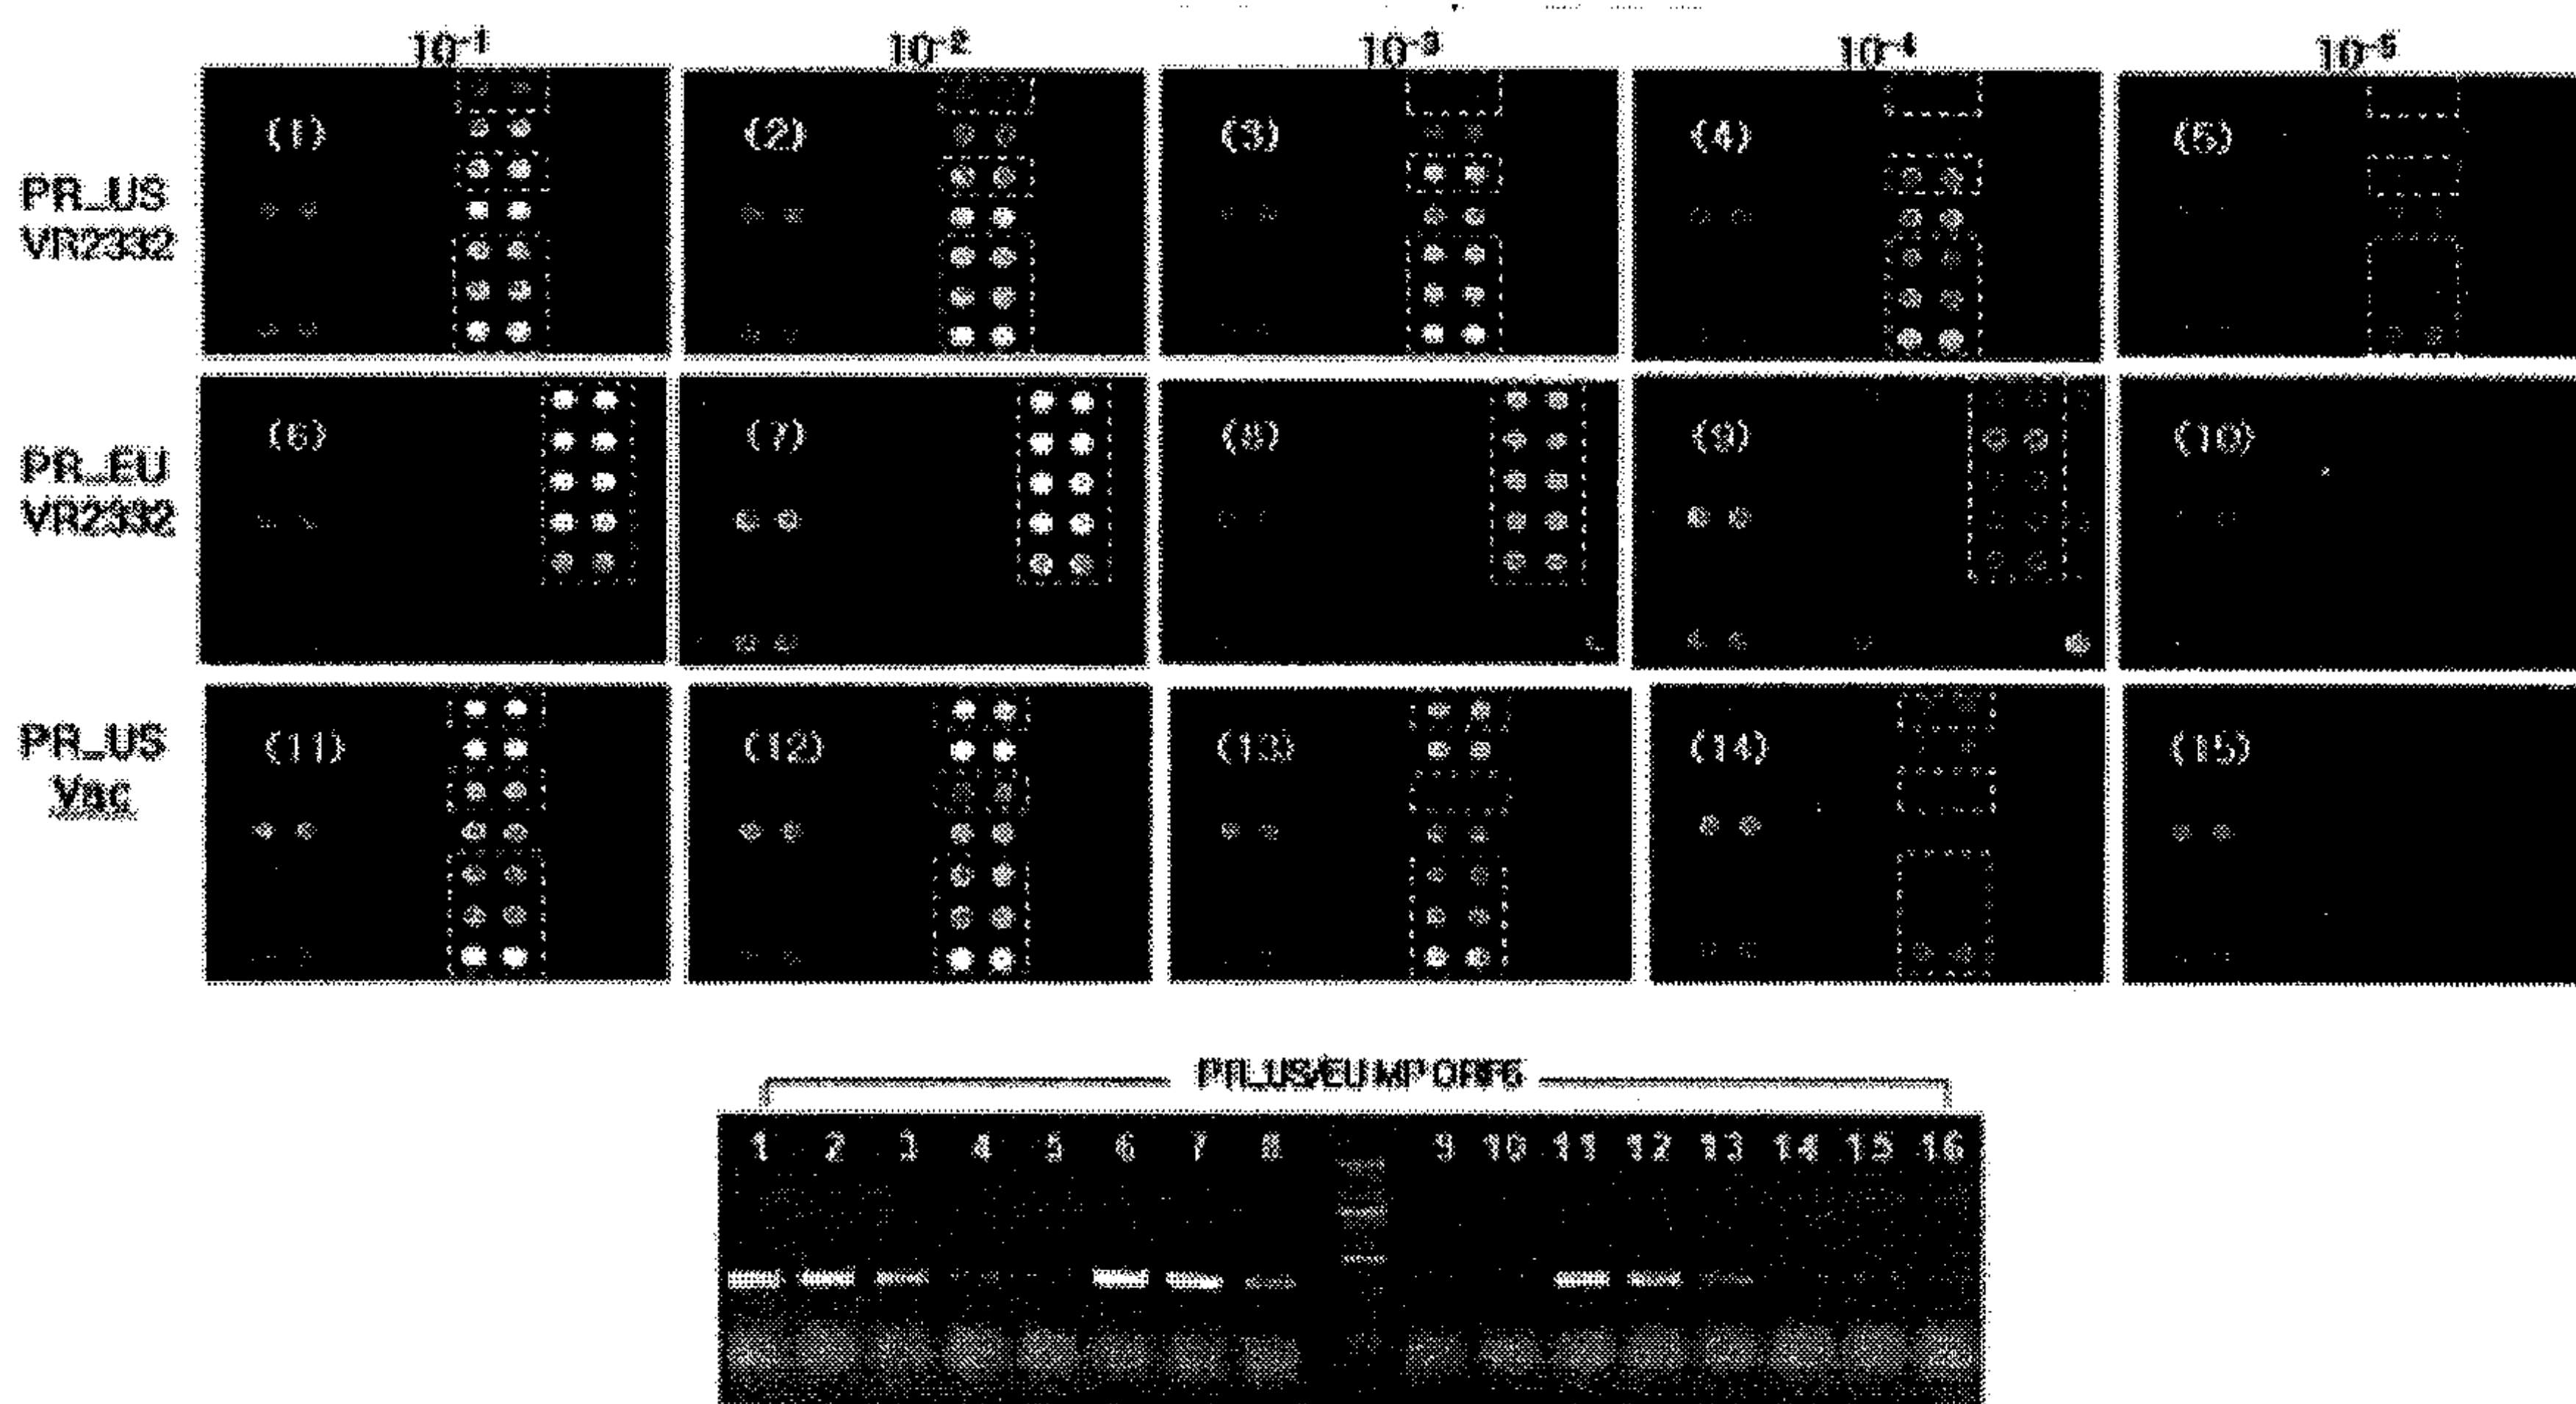 10⁻¹ 10⁻² 10⁻³ 10⁻⁴ 10⁻⁵
PR_US
VR2332
(1) (2) (3) (4) (5)
PR_EU
VR2332
(6) (7) (8) (9) (10)
PR_US
Vac
(11) (12) (13) (14) (15)
PR_US/EU MP ORF5
1 2 3 4 5 6 7 8 9 10 11 12 13 14 15 16